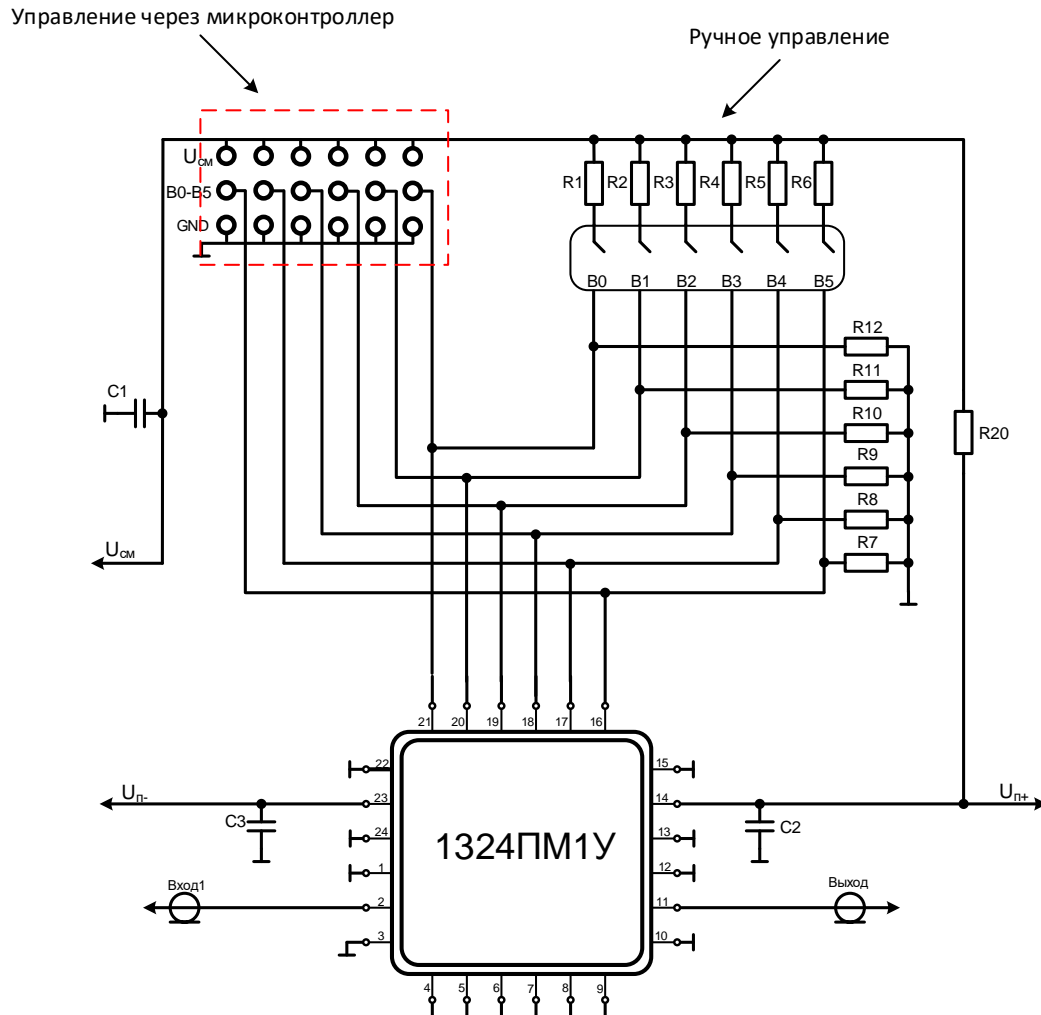 Управление через микроконтроллер
Ручное управление
Uсм
B0-B5
GND
R1 R2 R3 R4 R5 R6
B0 B1 B2 B3 B4 B5
R12
R11
R10
R9
R8
R7
R20
C1
Uсм
21 20 19 18 17 16
22 15
Uп- 23 14 Uп+
C3 C2
24 13
1324ПМ1У
1 12
Вход1 2 11 Выход
3 10
4 5 6 7 8 9